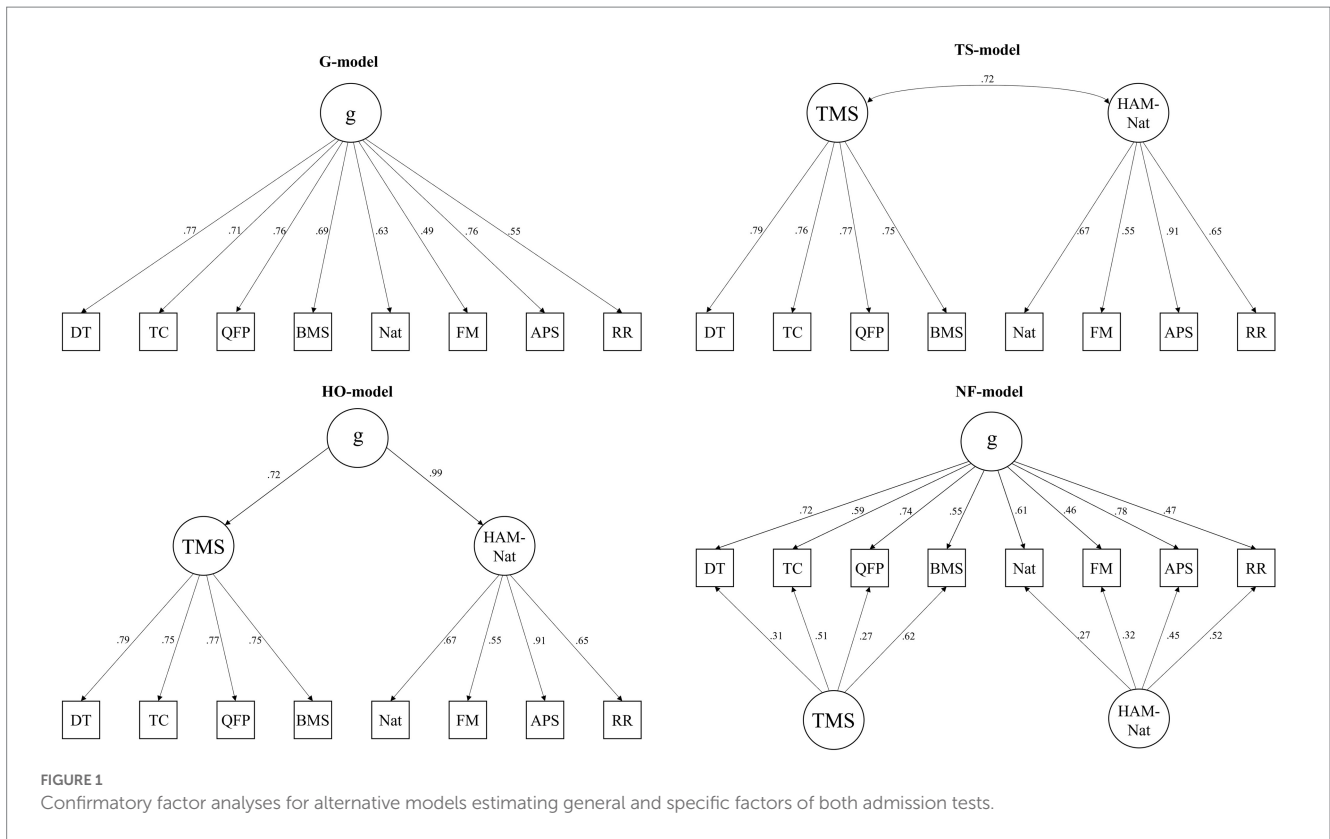 G-model
g
.77 .71 .76 .69 .63 .49 .76 .55
DT TC QFP BMS Nat FM APS RR
TS-model
.72
TMS
HAM-
Nat
.79 .76 .77 .75 .67 .55 .91 .65
DT TC QFP BMS Nat FM APS RR
HO-model
g
.72 .99
TMS
HAM-
Nat
.79 .75 .77 .75 .67 .55 .91 .65
DT TC QFP BMS Nat FM APS RR
NF-model
g
.72 .59 .74 .55 .61 .46 .78 .47
DT TC QFP BMS Nat FM APS RR
.31 .51 .27 .62 .27 .32 .45 .52
TMS
HAM-
Nat
FIGURE 1
Confirmatory factor analyses for alternative models estimating general and specific factors of both admission tests.